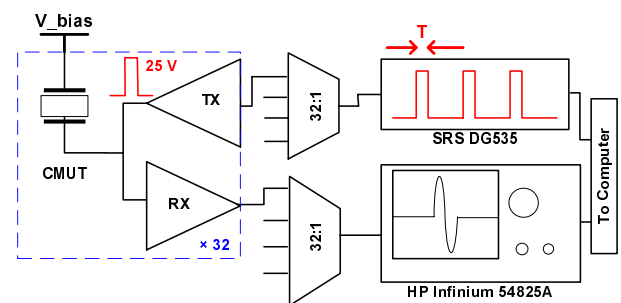 V_bias
25 V
TX
32:1
T
SRS DG535
CMUT
RX
× 32
32:1
HP Infinium 54825A
To Computer